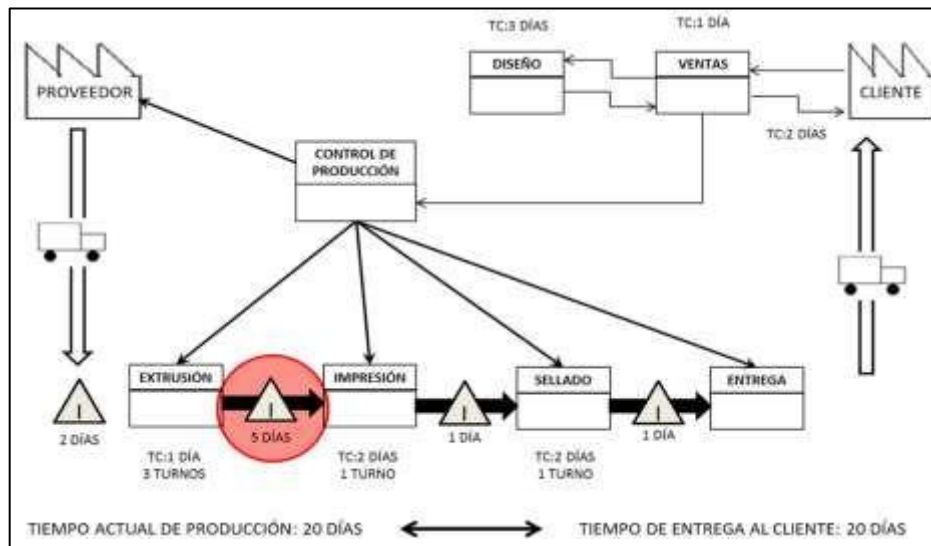 TC:3 DÍAS
TC:1 DÍA
DISEÑO
VENTAS
PROVEEDOR
CLIENTE
TC:2 DÍAS
CONTROL DE
PRODUCCIÓN
EXTRUSIÓN
IMPRESIÓN
SELLADO
ENTREGA
I
I
I
I
2 DÍAS
5 DÍAS
1 DÍA
1 DÍA
TC:1 DÍA
3 TURNOS
TC:2 DÍAS
1 TURNO
TC:2 DÍAS
1 TURNO
TIEMPO ACTUAL DE PRODUCCIÓN: 20 DÍAS
TIEMPO DE ENTREGA AL CLIENTE: 20 DÍAS